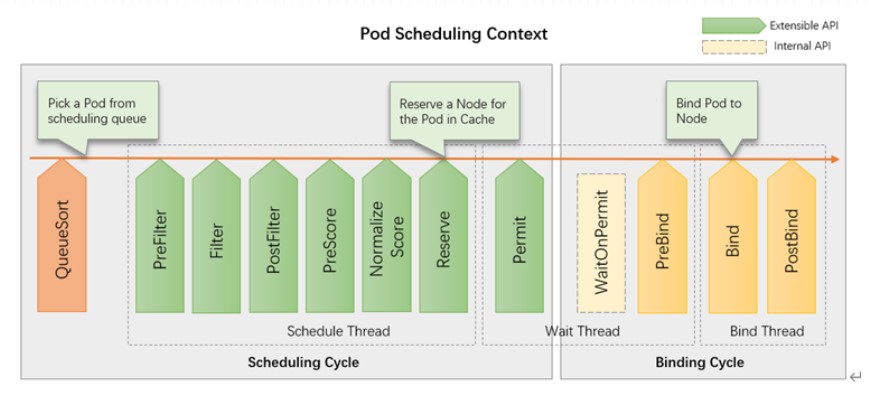 Pod Scheduling Context
Extensible API
Internal API
Pick a Pod from
scheduling queue
Reserve a Node for
the Pod in Cache
Bind Pod to
Node
QueueSort
PreFilter
Filter
PostFilter
PreScore
Normalize
Score
Reserve
Permit
WaitOnPermit
PreBind
Bind
PostBind
Schedule Thread
Wait Thread
Bind Thread
Scheduling Cycle
Binding Cycle